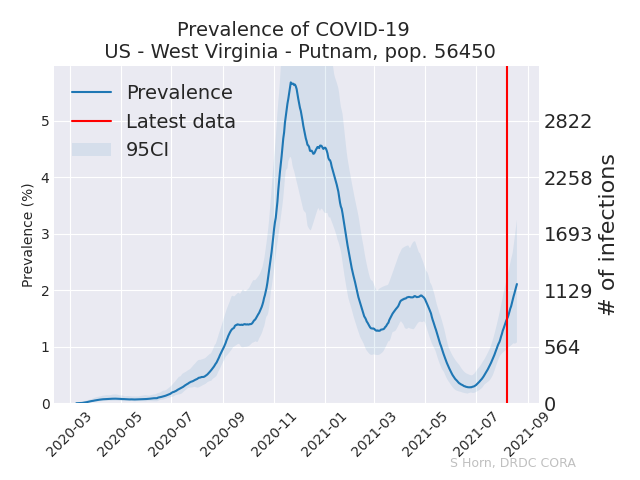 Prevalence of COVID-19
US - West Virginia - Putnam, pop. 56450
Prevalence
Latest data
95CI
Prevalence (%)
5
4
3
2
1
0
2822
2258
1693
1129
564
0
# of infections
2020-03
2020-05
2020-07
2020-09
2020-11
2021-01
2021-03
2021-05
2021-07
2021-09
S Horn, DRDC CORA